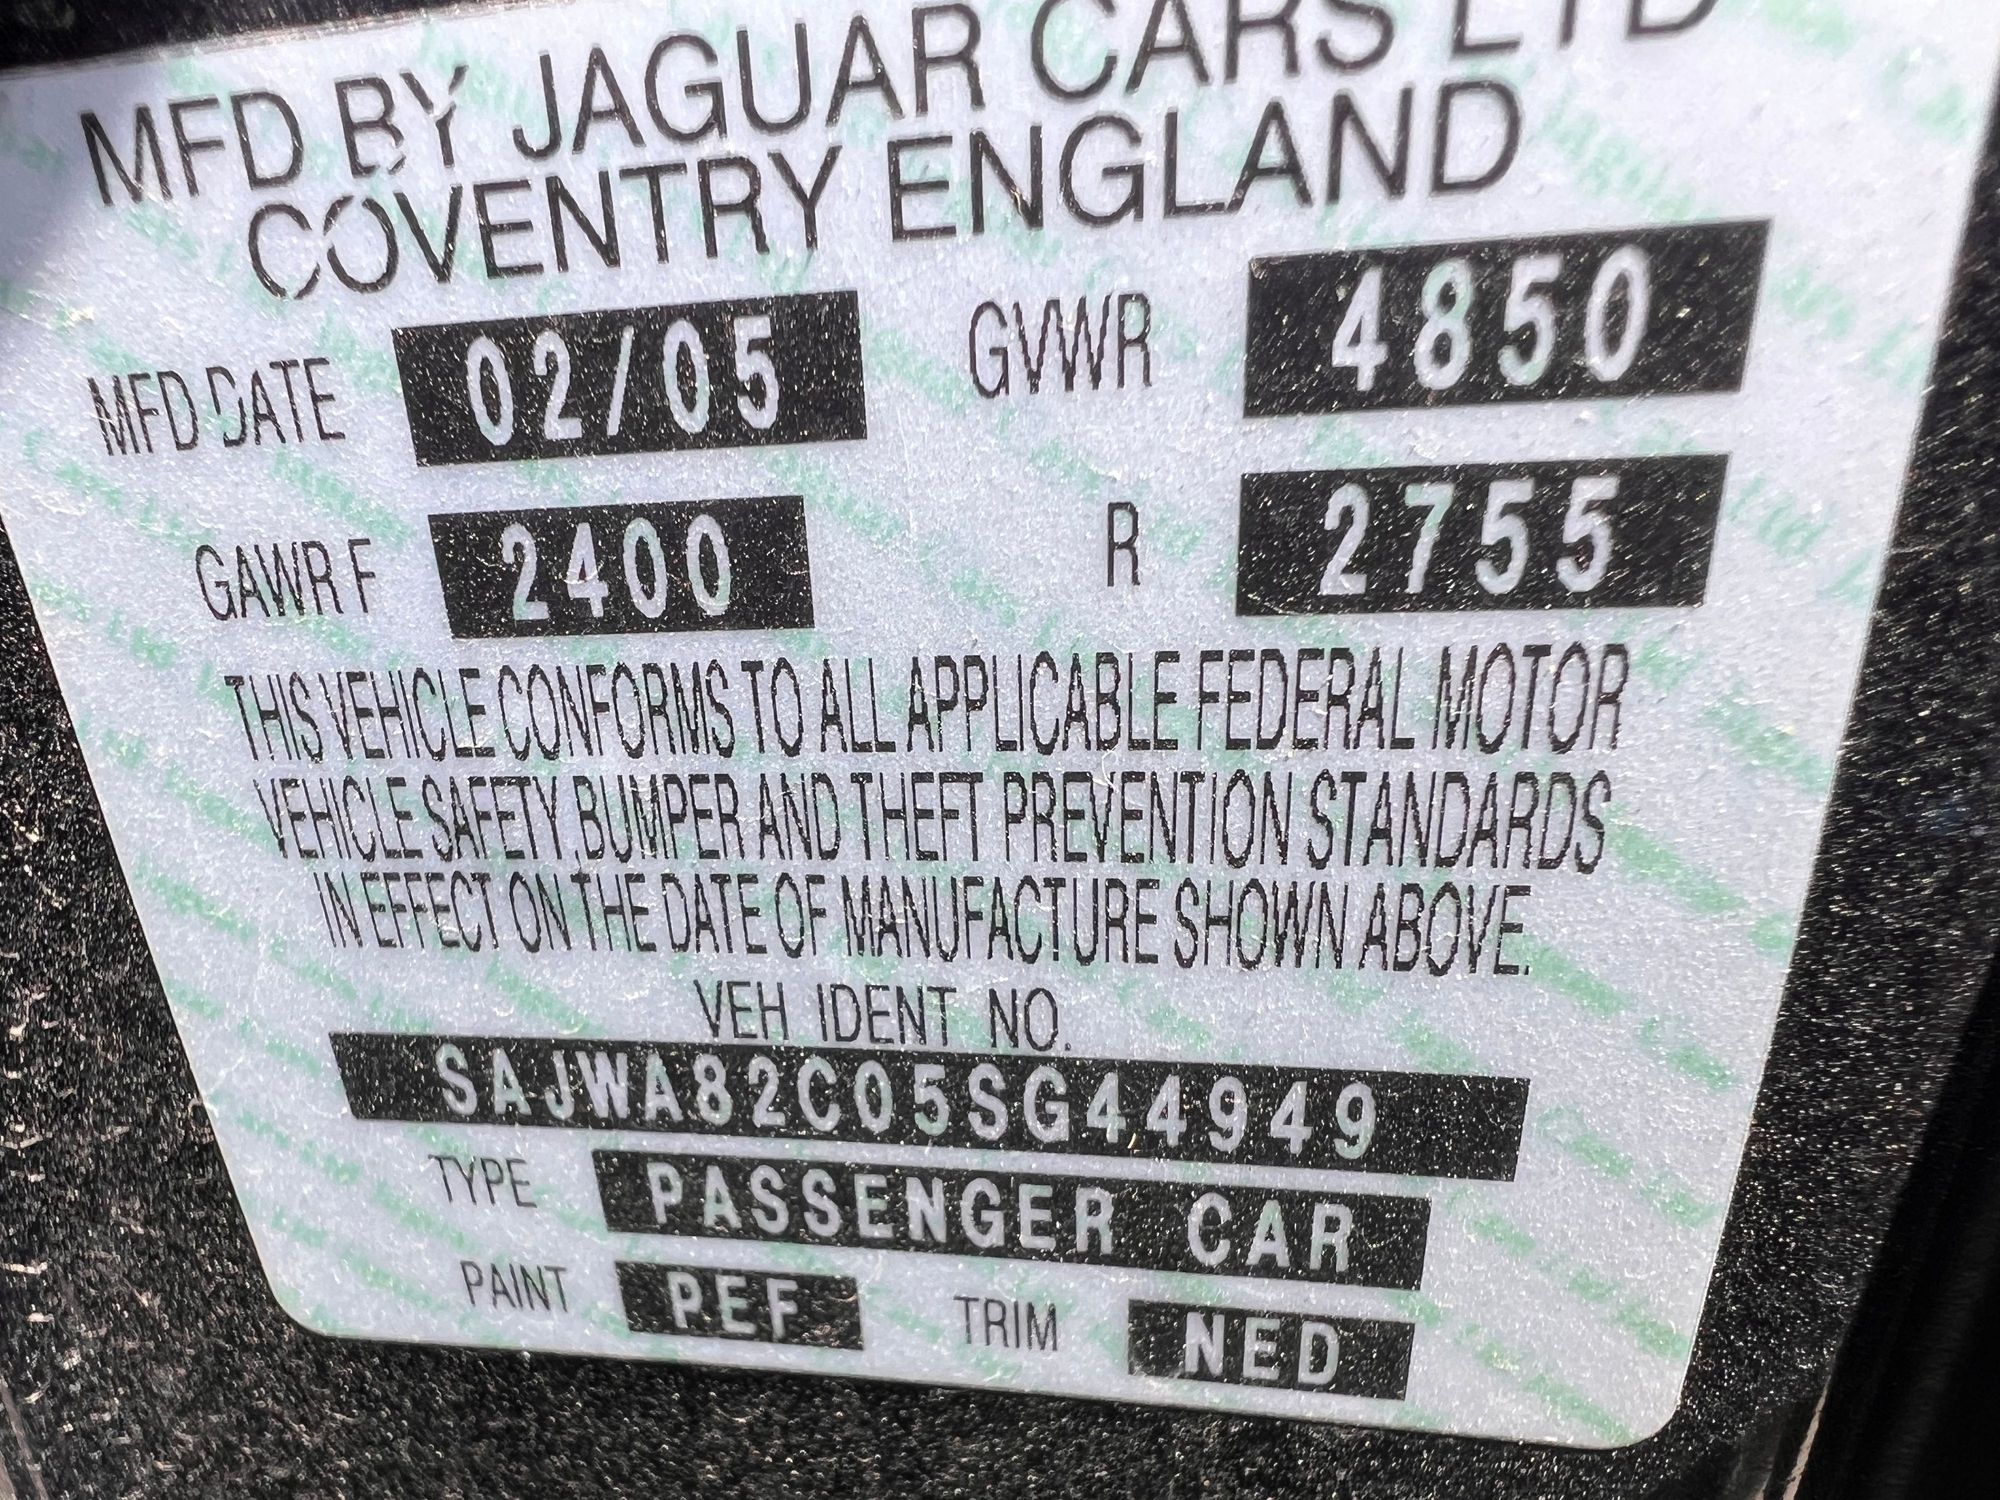 MFD BY JAGUAR CARS LTD
COVENTRY ENGLAND
MFD DATE 02/05 GVWR 4850
GAWR F 2400 R 2755
THIS VEHICLE CONFORMS TO ALL APPLICABLE FEDERAL MOTOR
VEHICLE SAFETY, BUMPER AND THEFT PREVENTION STANDARDS
IN EFFECT ON THE DATE OF MANUFACTURE SHOWN ABOVE.
VEH IDENT NO.
SAJWA82C05SG44949
TYPE PASSENGER CAR
PAINT PEF TRIM NED